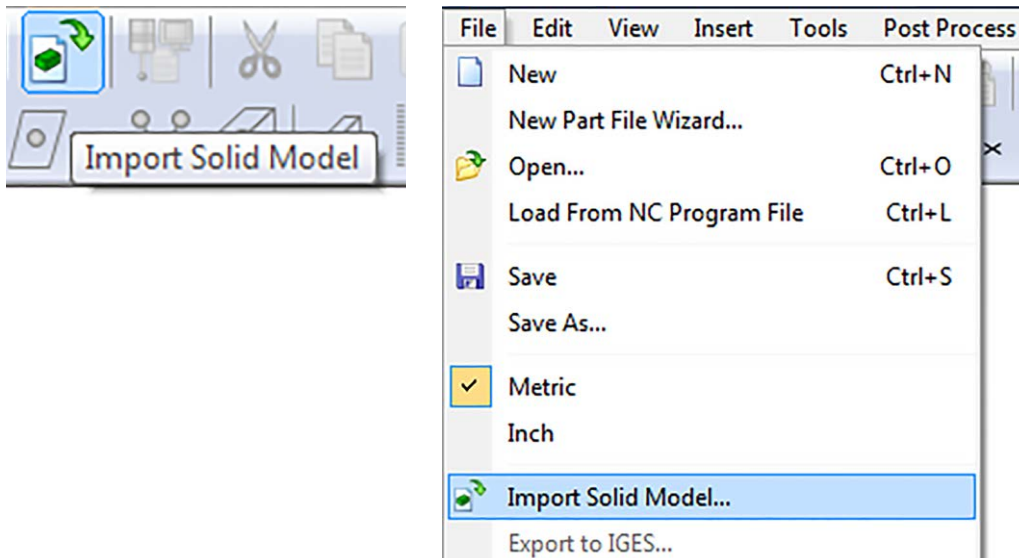 Import Solid Model
File Edit View Insert Tools Post Process
New Ctrl+N
New Part File Wizard...
Open... Ctrl+O
Load From NC Program File Ctrl+L
Save Ctrl+S
Save As...
Metric
Inch
Import Solid Model...
Export to IGES...